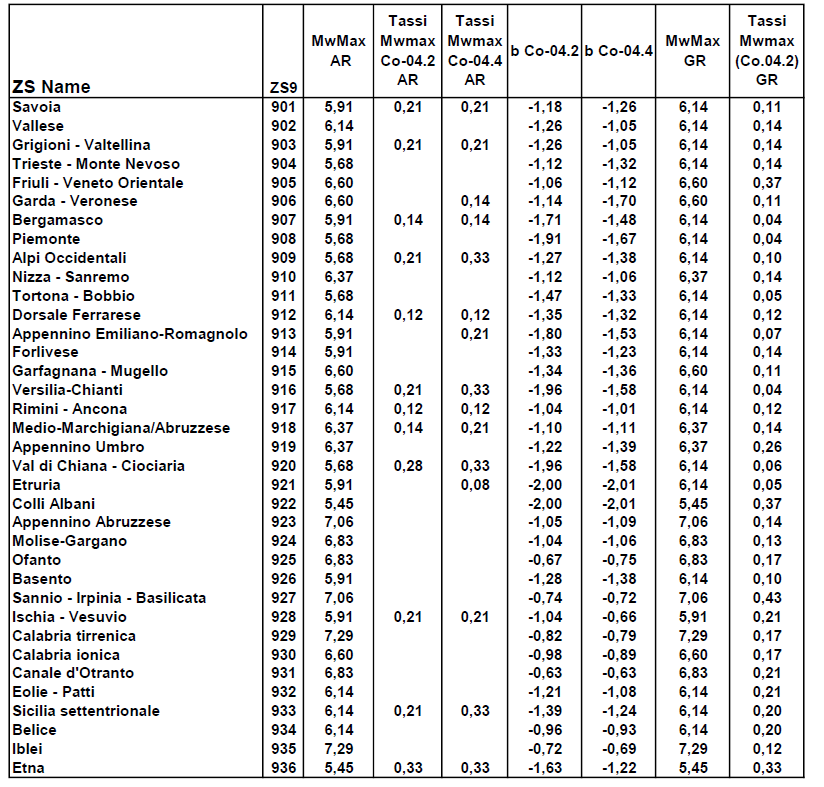 ZS Name ZS9 MwMax AR Tassi Mwmax Co-04.2 AR Tassi Mwmax Co-04.4 AR b Co-04.2 b Co-04.4 MwMax GR Tassi Mwmax (Co.04.2) GR
Savoia 901 5,91 0,21 0,21 -1,18 -1,26 6,14 0,11
Vallese 902 6,14 -1,26 -1,05 6,14 0,14
Grigioni - Valtellina 903 5,91 0,21 0,21 -1,26 -1,05 6,14 0,14
Trieste - Monte Nevoso 904 5,68 -1,12 -1,32 6,14 0,14
Friuli - Veneto Orientale 905 6,60 -1,06 -1,12 6,60 0,37
Garda - Veronese 906 6,60 0,14 -1,14 -1,70 6,60 0,11
Bergamasco 907 5,91 0,14 0,14 -1,71 -1,48 6,14 0,04
Piemonte 908 5,68 -1,91 -1,67 6,14 0,04
Alpi Occidentali 909 5,68 0,21 0,33 -1,27 -1,38 6,14 0,10
Nizza - Sanremo 910 6,37 -1,12 -1,06 6,37 0,14
Tortona - Bobbio 911 5,68 -1,47 -1,33 6,14 0,05
Dorsale Ferrarese 912 6,14 0,12 0,12 -1,35 -1,32 6,14 0,12
Appennino Emiliano-Romagnolo 913 5,91 0,21 -1,80 -1,53 6,14 0,07
Forlivese 914 5,91 -1,33 -1,23 6,14 0,14
Garfagnana - Mugello 915 6,60 -1,34 -1,36 6,60 0,11
Versilia-Chianti 916 5,68 0,21 0,33 -1,96 -1,58 6,14 0,04
Rimini - Ancona 917 6,14 0,12 0,12 -1,04 -1,01 6,14 0,12
Medio-Marchigiana/Abruzzese 918 6,37 0,14 0,21 -1,10 -1,11 6,37 0,14
Appennino Umbro 919 6,37 -1,22 -1,39 6,37 0,26
Val di Chiana - Ciociaria 920 5,68 0,28 0,33 -1,96 -1,58 6,14 0,06
Etruria 921 5,91 0,08 -2,00 -2,01 6,14 0,05
Colli Albani 922 5,45 -2,00 -2,01 5,45 0,37
Appennino Abruzzese 923 7,06 -1,05 -1,09 7,06 0,14
Molise-Gargano 924 6,83 -1,04 -1,06 6,83 0,13
Ofanto 925 6,83 -0,67 -0,75 6,83 0,17
Basento 926 5,91 -1,28 -1,38 6,14 0,10
Sannio - Irpinia - Basilicata 927 7,06 -0,74 -0,72 7,06 0,43
Ischia - Vesuvio 928 5,91 0,21 0,21 -1,04 -0,66 5,91 0,21
Calabria tirrenica 929 7,29 -0,82 -0,79 7,29 0,17
Calabria ionica 930 6,60 -0,98 -0,89 6,60 0,17
Canale d'Otranto 931 6,83 -0,63 -0,63 6,83 0,21
Eolie - Patti 932 6,14 -1,21 -1,08 6,14 0,21
Sicilia settentrionale 933 6,14 0,21 0,33 -1,39 -1,24 6,14 0,20
Belice 934 6,14 -0,96 -0,93 6,14 0,20
Iblei 935 7,29 -0,72 -0,69 7,29 0,12
Etna 936 5,45 0,33 0,33 -1,63 -1,22 5,45 0,33